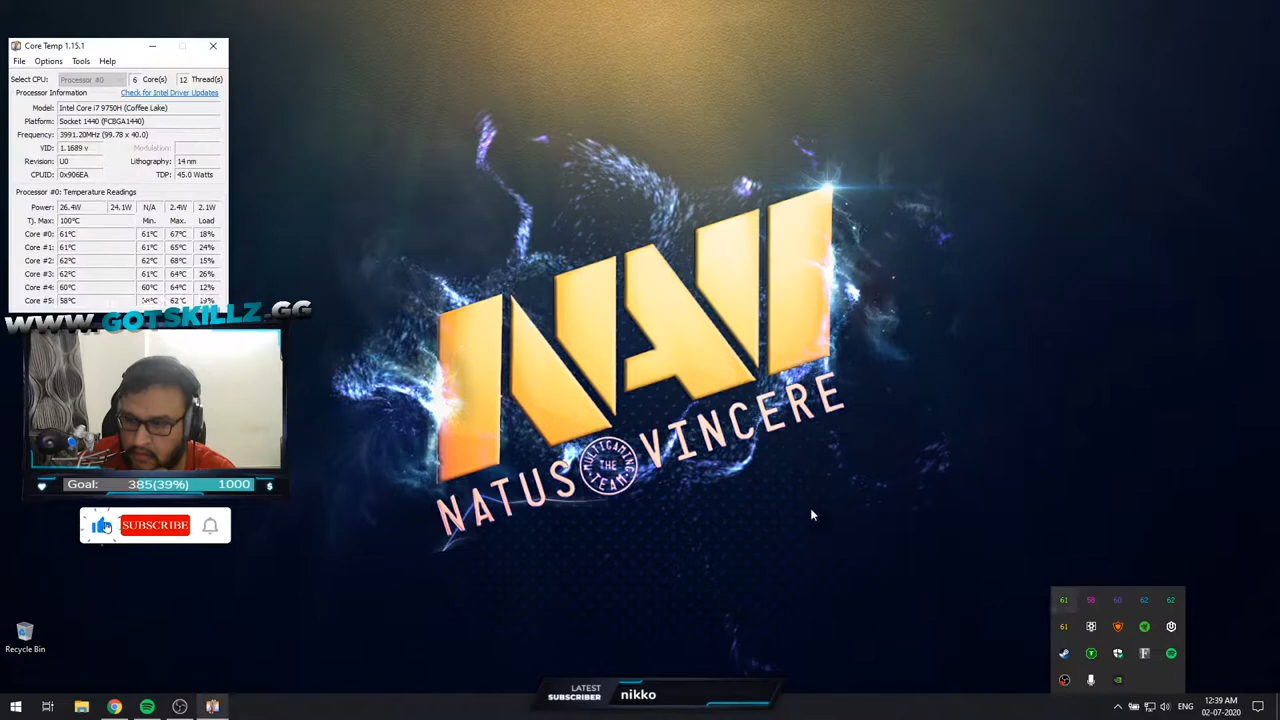 Core Temp 1.15.1
File Options Tools Help
Select CPU: Processor #0 6 Core(s) 12 Thread(s)
Processor Information Check for Intel Driver Updates
Model: Intel Core i7 9750H (Coffee Lake)
Platform: Socket 1440 (FCBGA1440)
Frequency: 3991.20MHz (99.78 x 40.0)
VID: 1.1689 v Modulation:
Revision: U0 Lithography: 14 nm
CPUID: 0x906EA TDP: 45.0 Watts
Processor #0: Temperature Readings
Power: 26.4W 24.1W N/A 2.4W 2.1W
Tj. Max: 100°C Min. Max. Load
Core #0: 61°C 61°C 67°C 18%
Core #1: 61°C 61°C 65°C 24%
Core #2: 62°C 62°C 68°C 15%
Core #3: 62°C 61°C 64°C 26%
Core #4: 60°C 60°C 64°C 12%
Core #5: 58°C 62°C
WWW.GOTSKILLZ.GG
Goal: 385(39%) 1000 $
SUBSCRIBE
NAVI
NATUS VINCERE
MULTIGAMING
THE
TEAM
Recycle Bin
61 58 60 62 62
61
LATEST
SUBSCRIBER
nikko
ENG
12:39 AM
02-07-2020